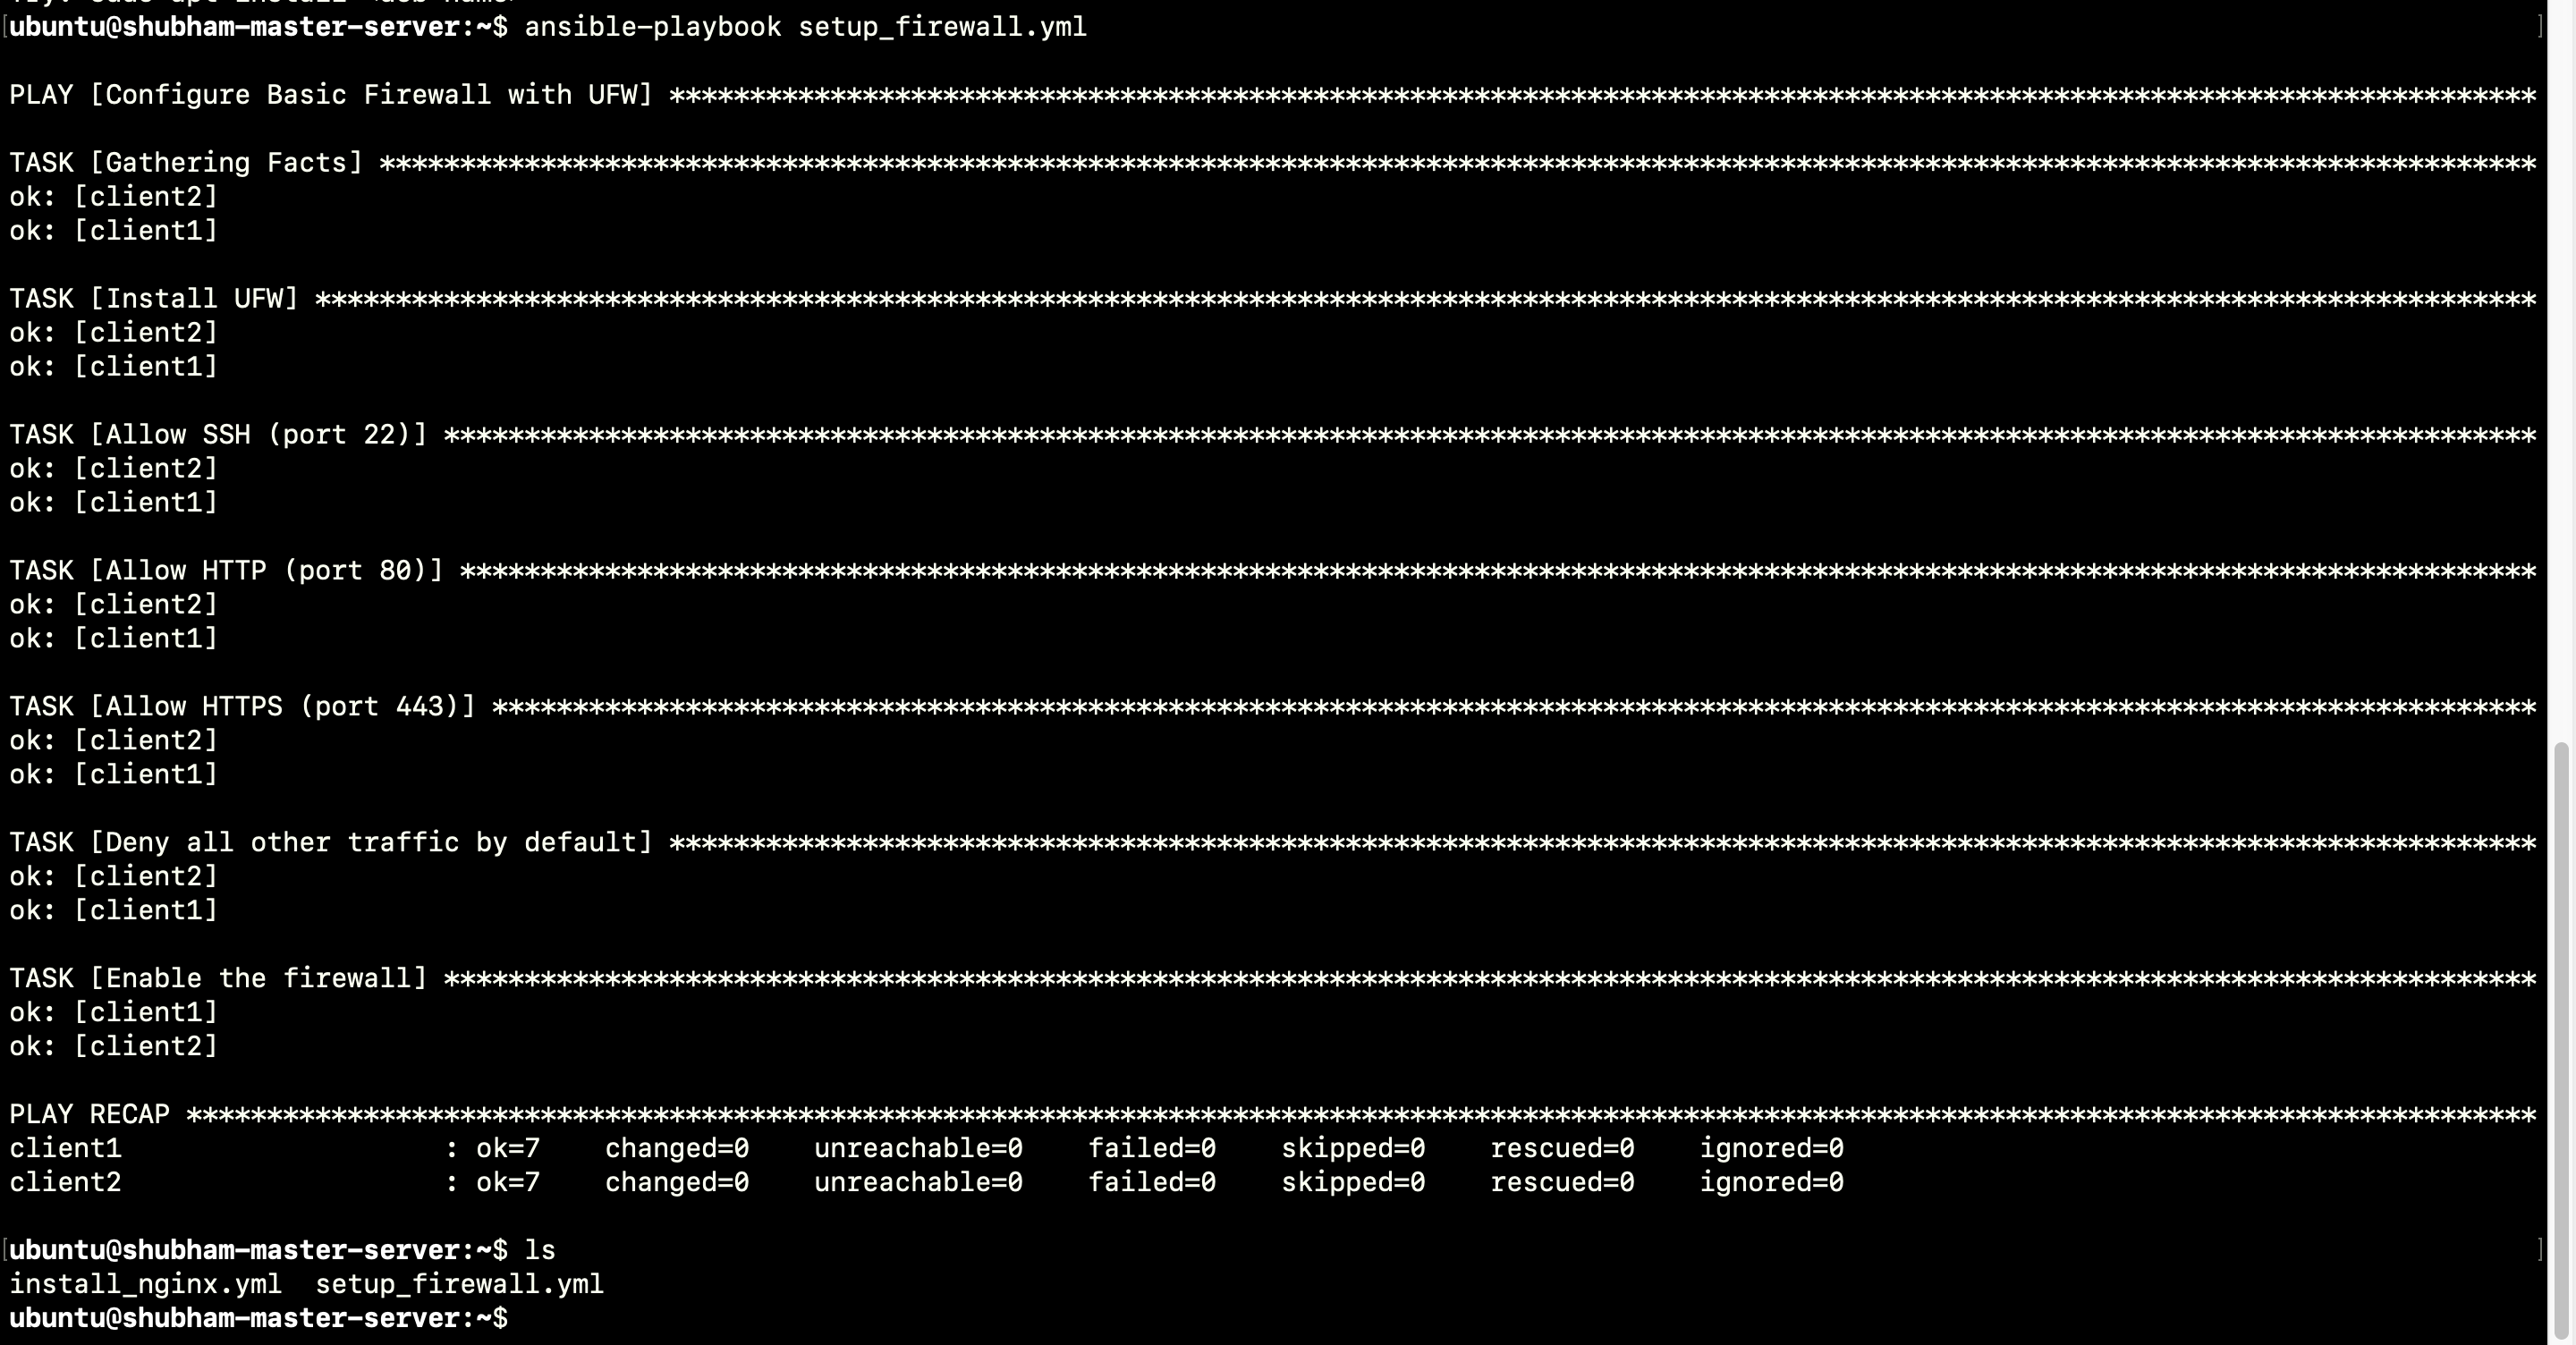 ubuntu@shubham-master-server:~$ ansible-playbook setup_firewall.yml
PLAY [Configure Basic Firewall with UFW] ********************************************************************************************************************
TASK [Gathering Facts] **************************************************************************************************************************************
ok: [client2]
ok: [client1]
TASK [Install UFW] ******************************************************************************************************************************************
ok: [client2]
ok: [client1]
TASK [Allow SSH (port 22)] **********************************************************************************************************************************
ok: [client2]
ok: [client1]
TASK [Allow HTTP (port 80)] *********************************************************************************************************************************
ok: [client2]
ok: [client1]
TASK [Allow HTTPS (port 443)] *******************************************************************************************************************************
ok: [client2]
ok: [client1]
TASK [Deny all other traffic by default] ********************************************************************************************************************
ok: [client2]
ok: [client1]
TASK [Enable the firewall] **********************************************************************************************************************************
ok: [client1]
ok: [client2]
PLAY RECAP **************************************************************************************************************************************************
client1                    : ok=7    changed=0    unreachable=0    failed=0    skipped=0    rescued=0    ignored=0
client2                    : ok=7    changed=0    unreachable=0    failed=0    skipped=0    rescued=0    ignored=0
ubuntu@shubham-master-server:~$ ls
install_nginx.yml  setup_firewall.yml
ubuntu@shubham-master-server:~$